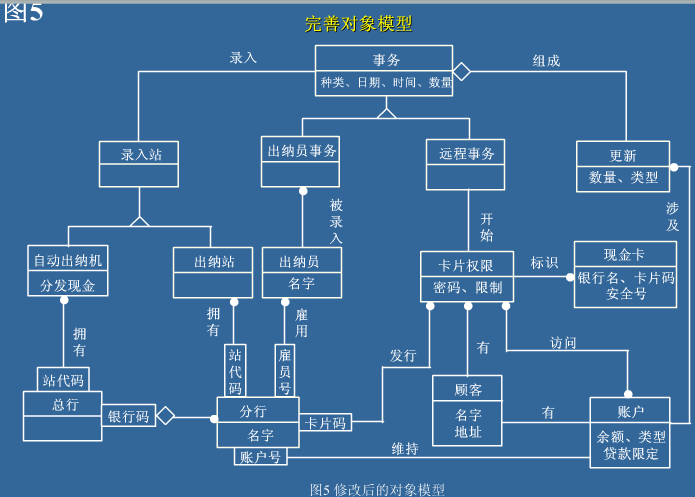 图5
完善对象模型
录入
事务
组成
种类、日期、时间、数量
录入站
出纳员事务
远程事务
更新
数量、类型
被录入
开始
涉及
自动出纳机
分发现金
出纳站
出纳员
名字
卡片权限
密码、限制
标识
现金卡
银行名、卡片码
安全号
拥有
拥有
雇用
站代码
雇员号
发行
有
访问
站代码
总行
银行码
分行
名字
卡片码
顾客
名字
地址
有
账户
余额、类型
贷款限定
账户号
维持
图5 修改后的对象模型